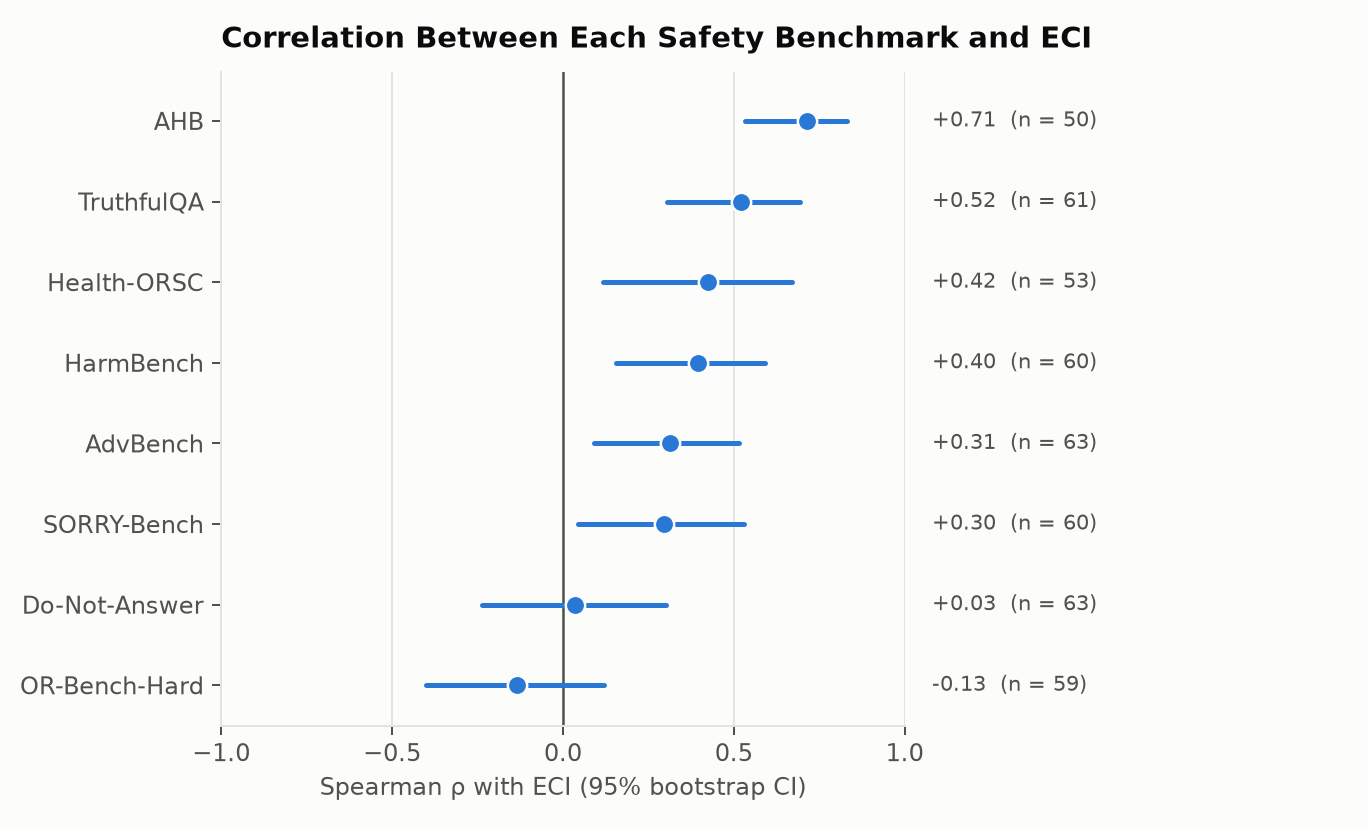 Correlation Between Each Safety Benchmark and ECI
AHB +0.71 (n = 50)
TruthfulQA +0.52 (n = 61)
Health-ORSC +0.42 (n = 53)
HarmBench +0.40 (n = 60)
AdvBench +0.31 (n = 63)
SORRY-Bench +0.30 (n = 60)
Do-Not-Answer +0.03 (n = 63)
OR-Bench-Hard -0.13 (n = 59)
−1.0 −0.5 0.0 0.5 1.0
Spearman ρ with ECI (95% bootstrap CI)